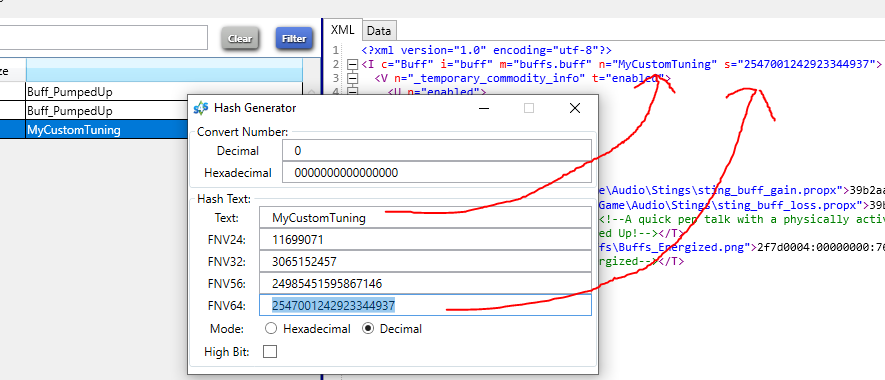 XML
Data
Clear
Filter
ze
Buff_PumpedUp
Buff_PumpedUp
MyCustomTuning
1 <?xml version="1.0" encoding="utf-8"?>
2 <I c="Buff" i="buff" m="buffs.buff" n="MyCustomTuning" s="2547001242923344937">
3 <V n="_temporary_commodity_info" t="enabled">
4 <U n="enabled">
Hash Generator
Convert Number:
Decimal 0
Hexadecimal 0000000000000000
Hash Text:
Text: MyCustomTuning
FNV24: 11699071
FNV32: 3065152457
FNV56: 24985451595867146
FNV64: 2547001242923344937
Mode: Hexadecimal Decimal
High Bit:
e\Audio\Stings\sting_buff_gain.propx">39b2aa
Game\Audio\Stings\sting_buff_loss.propx">39b
<!--A quick pep talk with a physically activ
ed Up!--></T>
fs\Buffs_Energized.png">2f7d0004:00000000:76
ergized--></T>